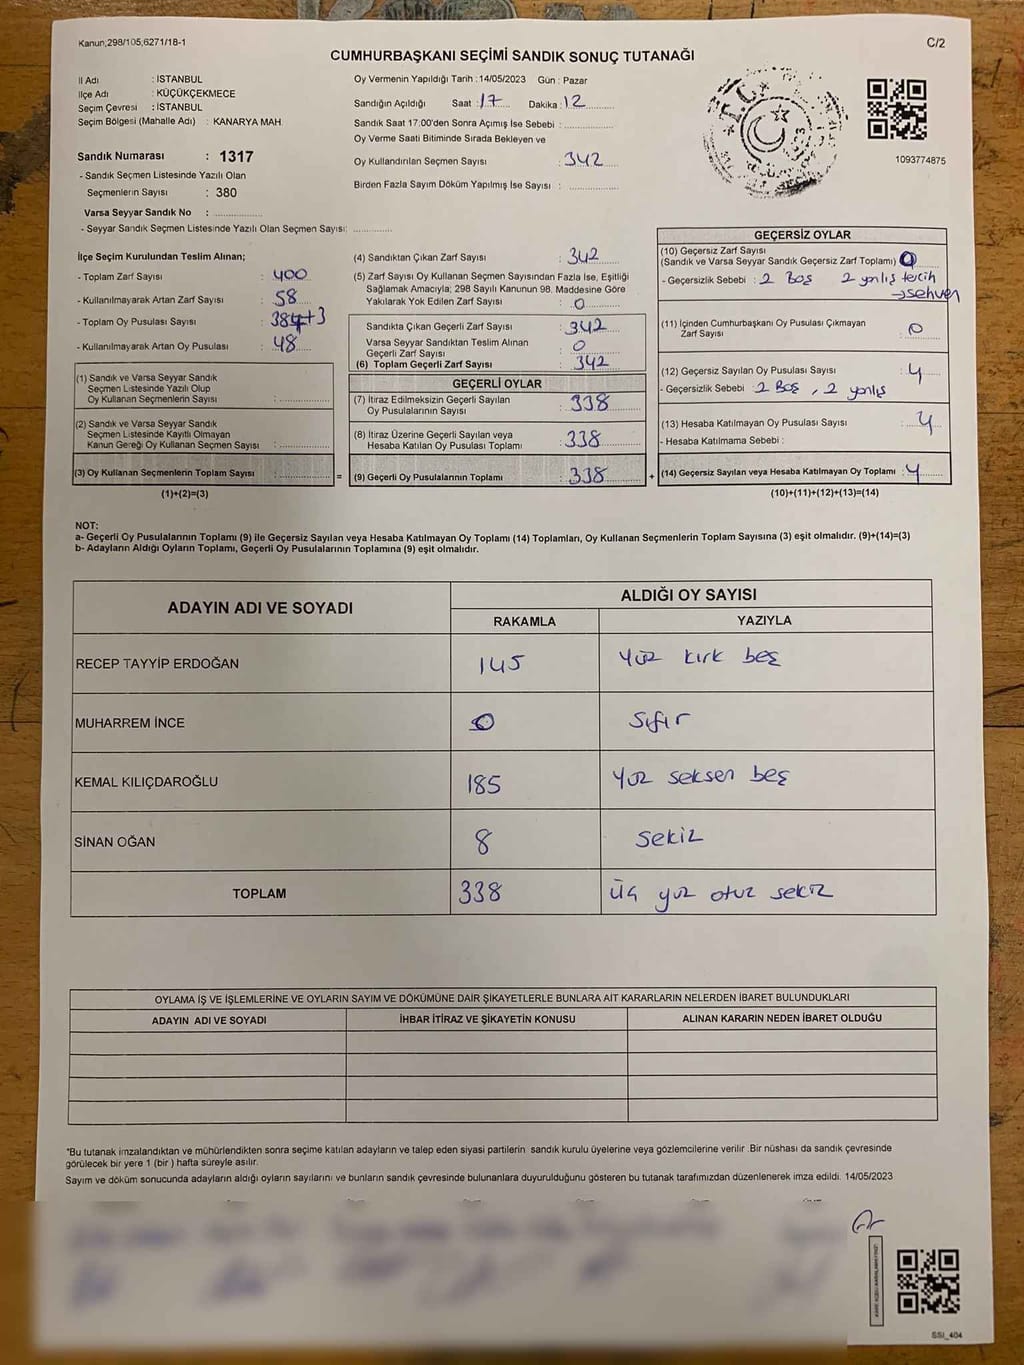 Kanun;298/105,6271/18-1
C/2
CUMHURBAŞKANI SEÇİMİ SANDIK SONUÇ TUTANAĞI
İl Adı : İSTANBUL
İlçe Adı : KÜÇÜKÇEKMECE
Seçim Çevresi : İSTANBUL
Seçim Bölgesi (Mahalle Adı) : KANARYA MAH.
Sandık Numarası : 1317
- Sandık Seçmen Listesinde Yazılı Olan
Seçmenlerin Sayısı : 380
Varsa Seyyar Sandık No :
- Seyyar Sandık Seçmen Listesinde Yazılı Olan Seçmen Sayısı:
Oy Vermenin Yapıldığı Tarih :14/05/2023 Gün : Pazar
Sandığın Açıldığı Saat : 17 Dakika : 12
Sandık Saat 17:00'den Sonra Açımış İse Sebebi :
Oy Verme Saati Bitiminde Sırada Bekleyen ve
Oy Kullandırılan Seçmen Sayısı : 342
Birden Fazla Sayım Döküm Yapılmış İse Sayısı :
T.C.
1093774875
İlçe Seçim Kurulundan Teslim Alınan;
- Toplam Zarf Sayısı : 400
- Kullanılmayarak Artan Zarf Sayısı : 58
- Toplam Oy Pusulası Sayısı : 387+3
- Kullanılmayarak Artan Oy Pusulası : 48
(1) Sandık ve Varsa Seyyar Sandık
Seçmen Listesinde Yazılı Olup
Oy Kullanan Seçmenlerin Sayısı :
(2) Sandık ve Varsa Seyyar Sandık
Seçmen Listesinde Kayıtlı Olmayan
Kanun Gereği Oy Kullanan Seçmen Sayısı :
(3) Oy Kullanan Seçmenlerin Toplam Sayısı : =
(1)+(2)=(3)
(4) Sandıktan Çıkan Zarf Sayısı : 342
(5) Zarf Sayısı Oy Kullanan Seçmen Sayısından Fazla İse, Eşitliği
Sağlamak Amacıyla; 298 Sayılı Kanunun 98. Maddesine Göre
Yakılarak Yok Edilen Zarf Sayısı : 0
Sandıkta Çıkan Geçerli Zarf Sayısı : 342
Varsa Seyyar Sandıktan Teslim Alınan
Geçerli Zarf Sayısı : 0
(6) Toplam Geçerli Zarf Sayısı : 342
GEÇERLİ OYLAR
(7) İtiraz Edilmeksizin Geçerli Sayılan
Oy Pusulalarının Sayısı : 338
(8) İtiraz Üzerine Geçerli Sayılan veya
Hesaba Katılan Oy Pusulaları Toplamı : 338
(9) Geçerli Oy Pusulalarının Toplamı : 338 +
GEÇERSİZ OYLAR
(10) Geçersiz Zarf Sayısı
(Sandık ve Varsa Seyyar Sandık Geçersiz Zarf Toplamı) : 0
- Geçersizlik Sebebi : 2 Boş 2 yanlış tercih
→sehven
(11) İçinden Cumhurbaşkanı Oy Pusulası Çıkmayan
Zarf Sayısı : 0
(12) Geçersiz Sayılan Oy Pusulası Sayısı : 4
- Geçersizlik Sebebi : 2 Boş , 2 yanlış
(13) Hesaba Katılmayan Oy Pusulası Sayısı : 4
- Hesaba Katılmama Sebebi :
(14) Geçersiz Sayılan veya Hesaba Katılmayan Oy Toplamı : 4
(10)+(11)+(12)+(13)=(14)
NOT:
a- Geçerli Oy Pusulalarının Toplamı (9) ile Geçersiz Sayılan veya Hesaba Katılmayan Oy Toplamı (14) Toplamları, Oy Kullanan Seçmenlerin Toplam Sayısına (3) eşit olmalıdır. (9)+(14)=(3)
b- Adayların Aldığı Oyların Toplamı, Geçerli Oy Pusulalarının Toplamına (9) eşit olmalıdır.
ADAYIN ADI VE SOYADI
ALDIĞI OY SAYISI
RAKAMLA YAZIYLA
RECEP TAYYİP ERDOĞAN 145 Yüz kırk beş
MUHARREM İNCE 0 Sıfır
KEMAL KILIÇDAROĞLU 185 Yüz seksen beş
SİNAN OĞAN 8 Sekiz
TOPLAM 338 Üç yüz otuz sekiz
OYLAMA İŞ VE İŞLEMLERİNE VE OYLARIN SAYIM VE DÖKÜMÜNE DAİR ŞİKAYETLERLE BUNLARA AİT KARARLARIN NELERDEN İBARET BULUNDUKLARI
ADAYIN ADI VE SOYADI İHBAR İTİRAZ VE ŞİKAYETİN KONUSU ALINAN KARARIN NEDEN İBARET OLDUĞU
*Bu tutanak imzalandıktan ve mühürlendikten sonra seçime katılan adayların ve talep eden siyasi partilerin sandık kurulu üyelerine veya gözlemcilerine verilir. Bir nüshası da sandık çevresinde
görülecek bir yere 1 (bir ) hafta süreyle asılır.
Sayım ve döküm sonucunda adayların aldığı oyların sayılarını ve bunların sandık çevresinde bulunanlara duyurulduğunu gösteren bu tutanak tarafımızdan düzenlenerek imza edildi. 14/05/2023
SSI_404